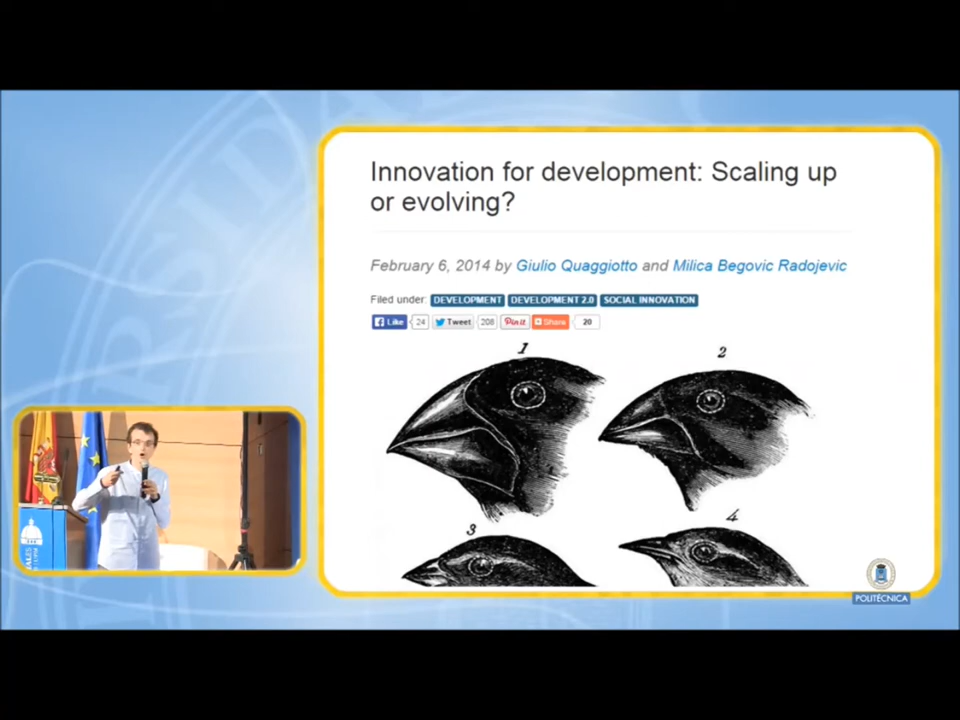 Innovation for development: Scaling up
or evolving?
February 6, 2014 by Giulio Quaggiotto and Milica Begovic Radojevic
Filed under: DEVELOPMENT DEVELOPMENT 2.0 SOCIAL INNOVATION
Like 24 Tweet 208 Pin it Share 20
1 2
3 4
POLITÉCNICA